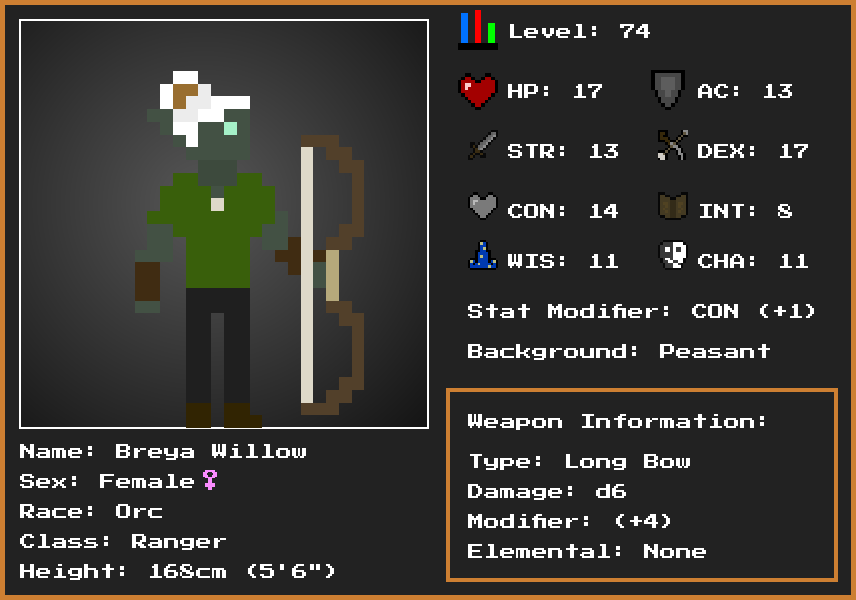 Level: 74
HP: 17
AC: 13
STR: 13
DEX: 17
CON: 14
INT: 8
WIS: 11
CHA: 11
Stat Modifier: CON (+1)
Background: Peasant
Weapon Information:
Type: Long Bow
Damage: d6
Modifier: (+4)
Elemental: None
Name: Breya Willow
Sex: Female♀
Race: Orc
Class: Ranger
Height: 168cm (5'6")